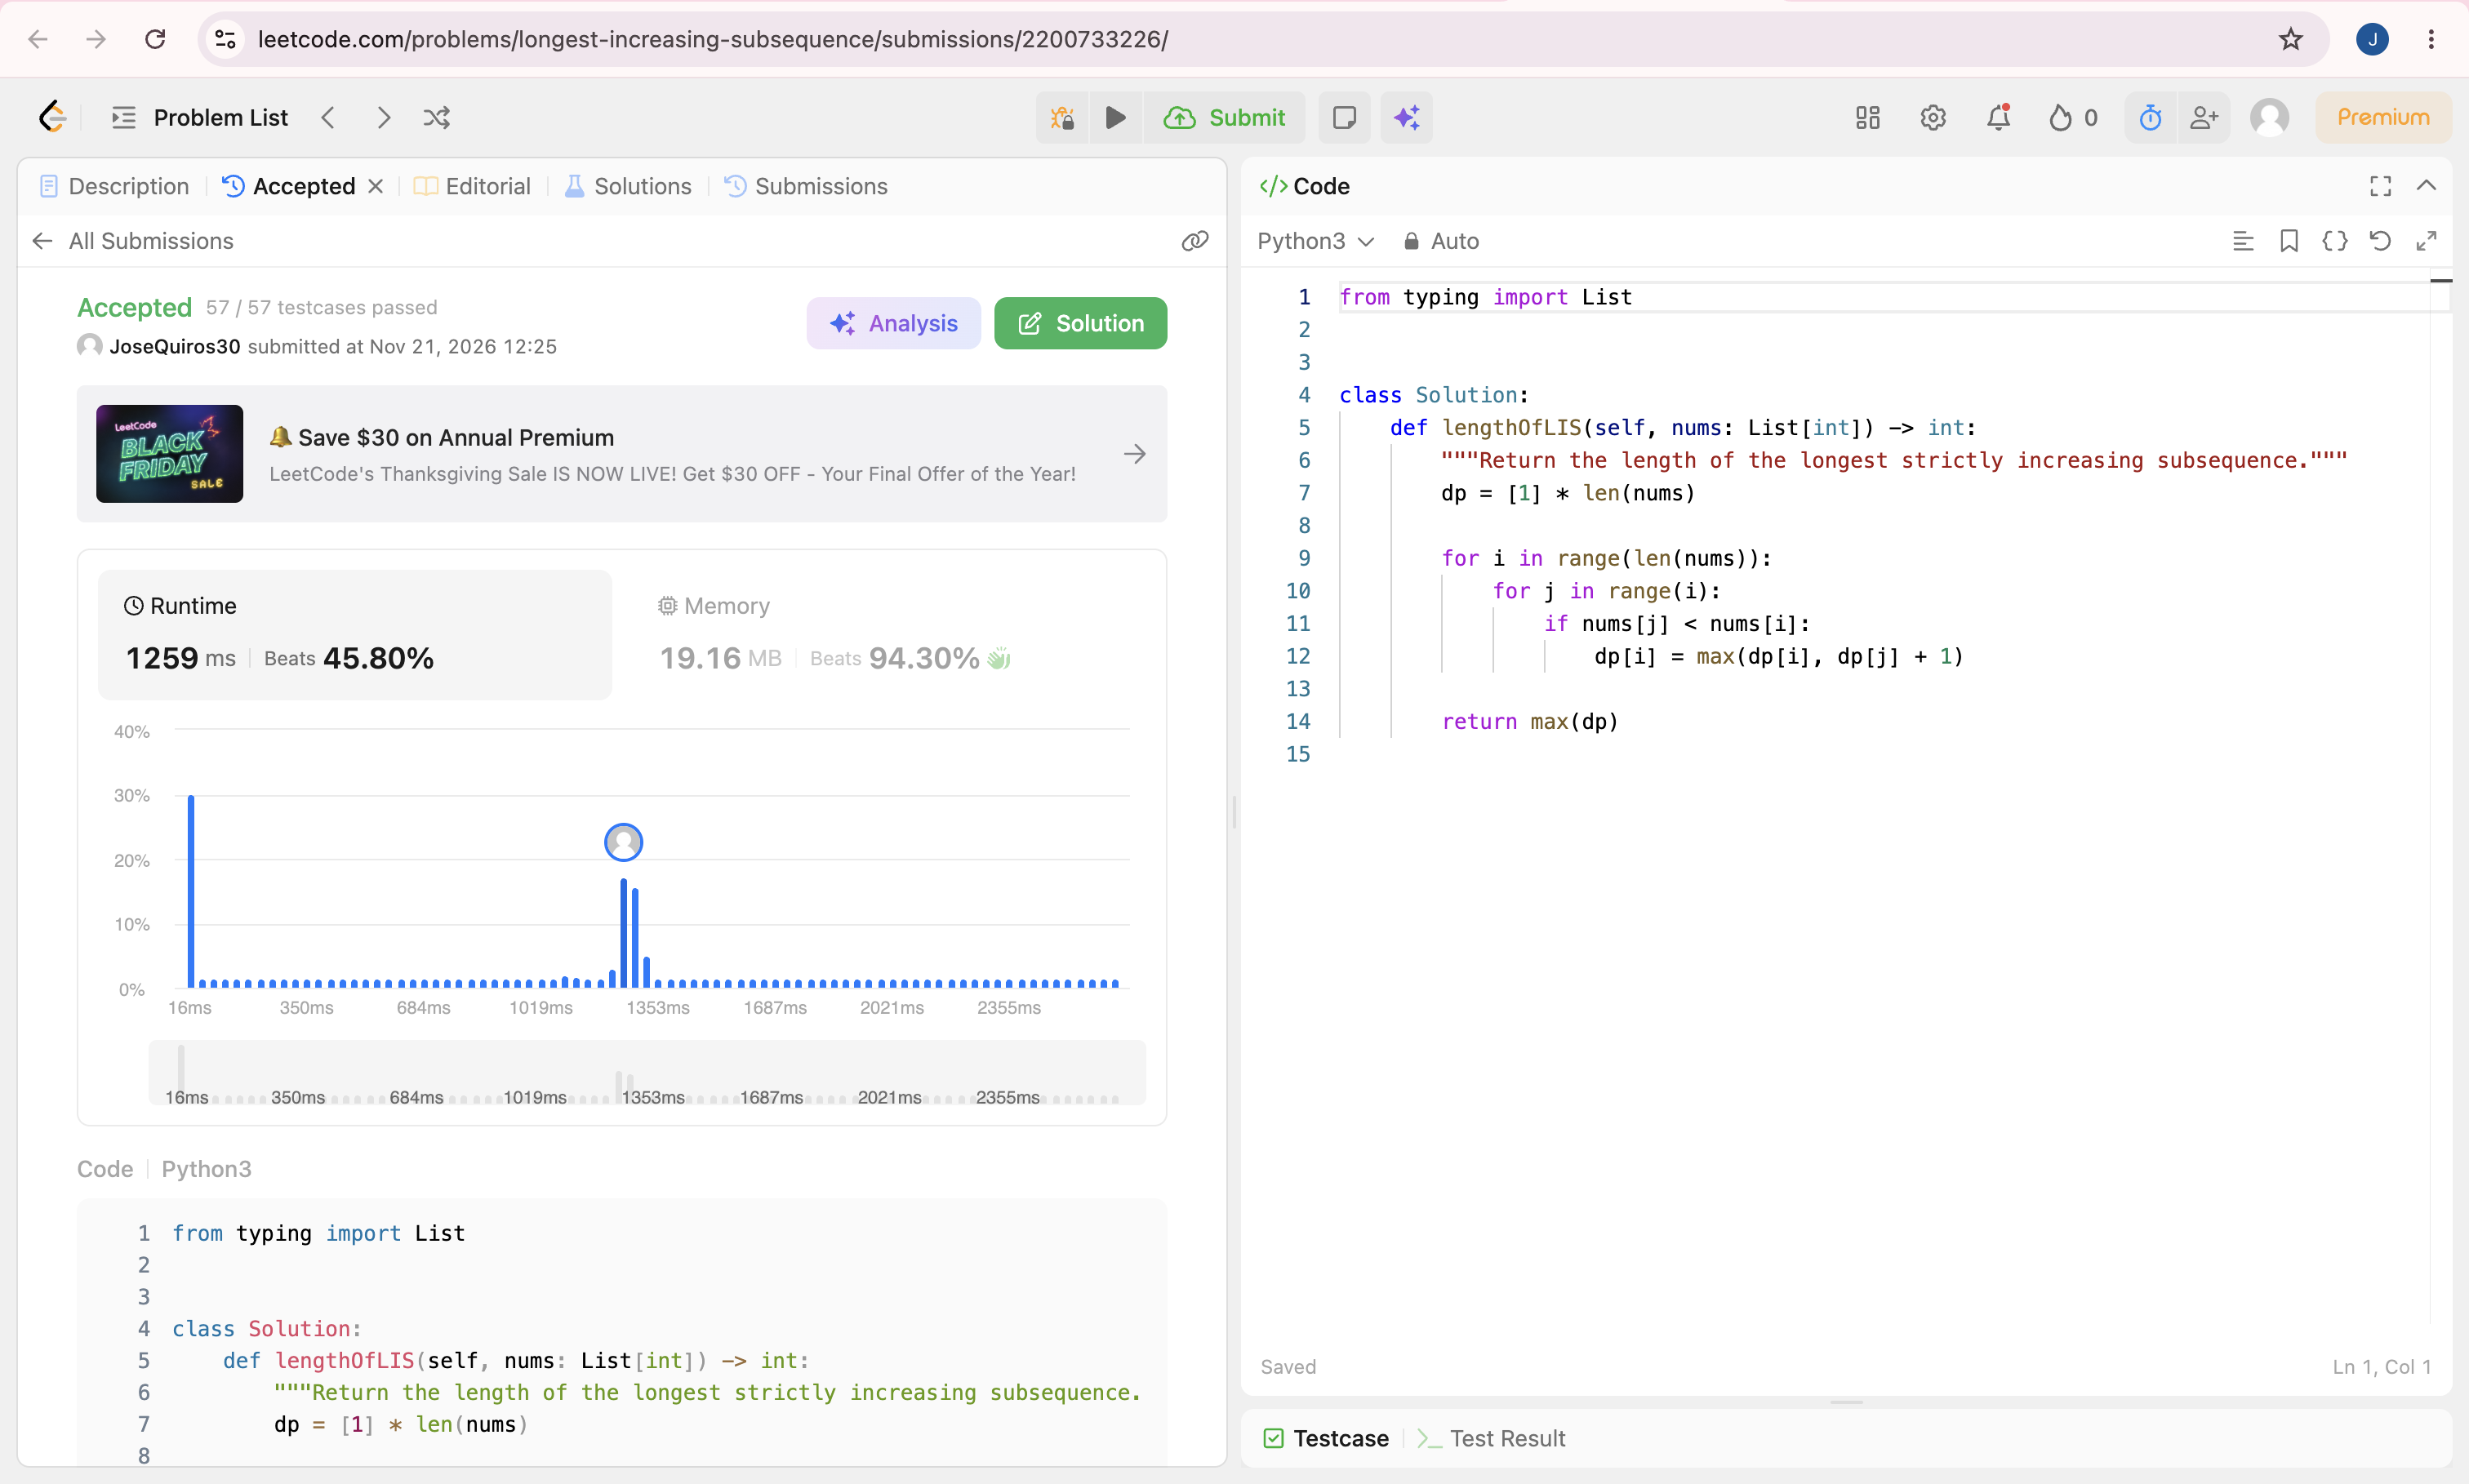 leetcode.com/problems/longest-increasing-subsequence/submissions/2200733226/
J
Problem List
Submit
0
Premium
Description
Accepted
Editorial
Solutions
Submissions
All Submissions
Accepted 57 / 57 testcases passed
JoseQuiros30 submitted at Nov 21, 2026 12:25
Analysis
Solution
LeetCode
BLACK
FRIDAY
SALE
Save $30 on Annual Premium
LeetCode's Thanksgiving Sale IS NOW LIVE! Get $30 OFF - Your Final Offer of the Year!
Runtime
1259 ms Beats 45.80%
Memory
19.16 MB Beats 94.30%
40%
30%
20%
10%
0%
16ms 350ms 684ms 1019ms 1353ms 1687ms 2021ms 2355ms
16ms 350ms 684ms 1019ms 1353ms 1687ms 2021ms 2355ms
Code Python3
1 from typing import List
2
3
4 class Solution:
5 def lengthOfLIS(self, nums: List[int]) -> int:
6 """Return the length of the longest strictly increasing subsequence.
7 dp = [1] * len(nums)
8
</> Code
Python3 Auto
1 from typing import List
2
3
4 class Solution:
5 def lengthOfLIS(self, nums: List[int]) -> int:
6 """Return the length of the longest strictly increasing subsequence."""
7 dp = [1] * len(nums)
8
9 for i in range(len(nums)):
10 for j in range(i):
11 if nums[j] < nums[i]:
12 dp[i] = max(dp[i], dp[j] + 1)
13
14 return max(dp)
15
Saved
Ln 1, Col 1
Testcase
Test Result